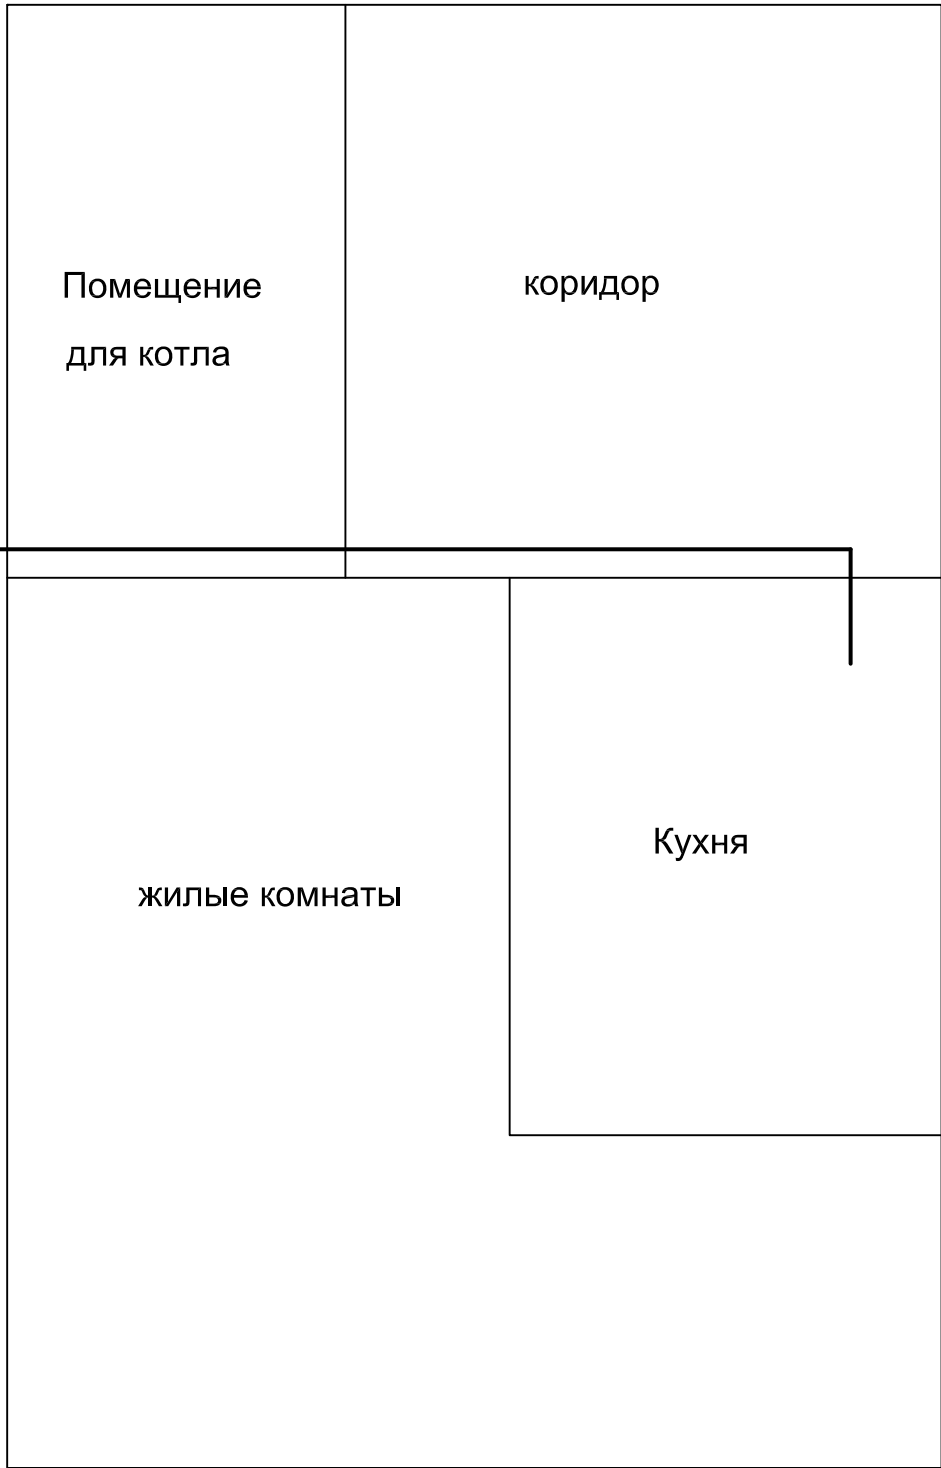 Помещение
для котла
коридор
Кухня
жилые комнаты